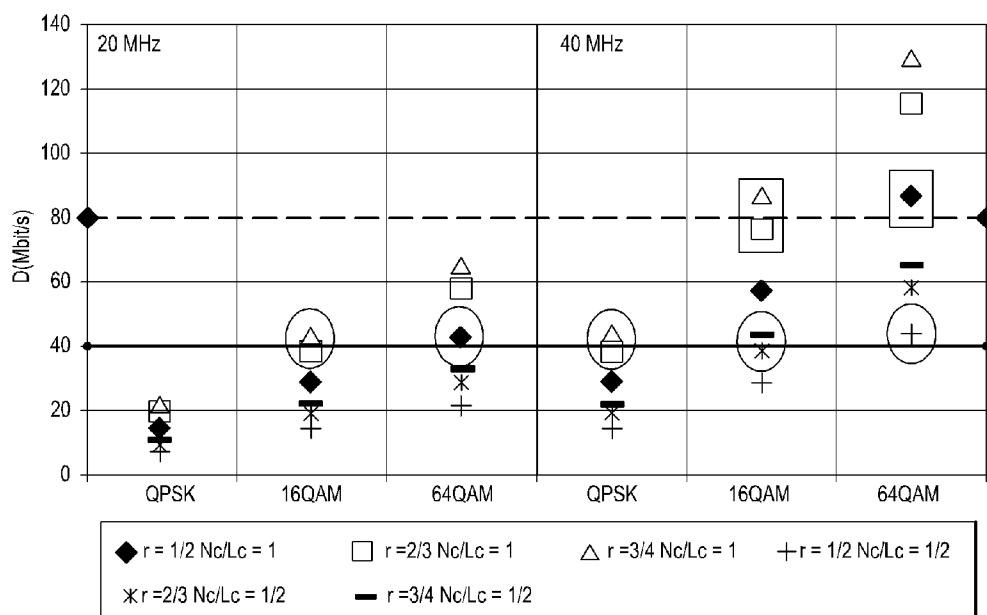 140
120
100
80
60
40
20
0
D(Mbit/s)
20 MHz
40 MHz
QPSK 16QAM 64QAM QPSK 16QAM 64QAM
r = 1/2 Nc/Lc = 1 r =2/3 Nc/Lc = 1 r =3/4 Nc/Lc = 1 r = 1/2 Nc/Lc = 1/2
r =2/3 Nc/Lc = 1/2 r =3/4 Nc/Lc = 1/2